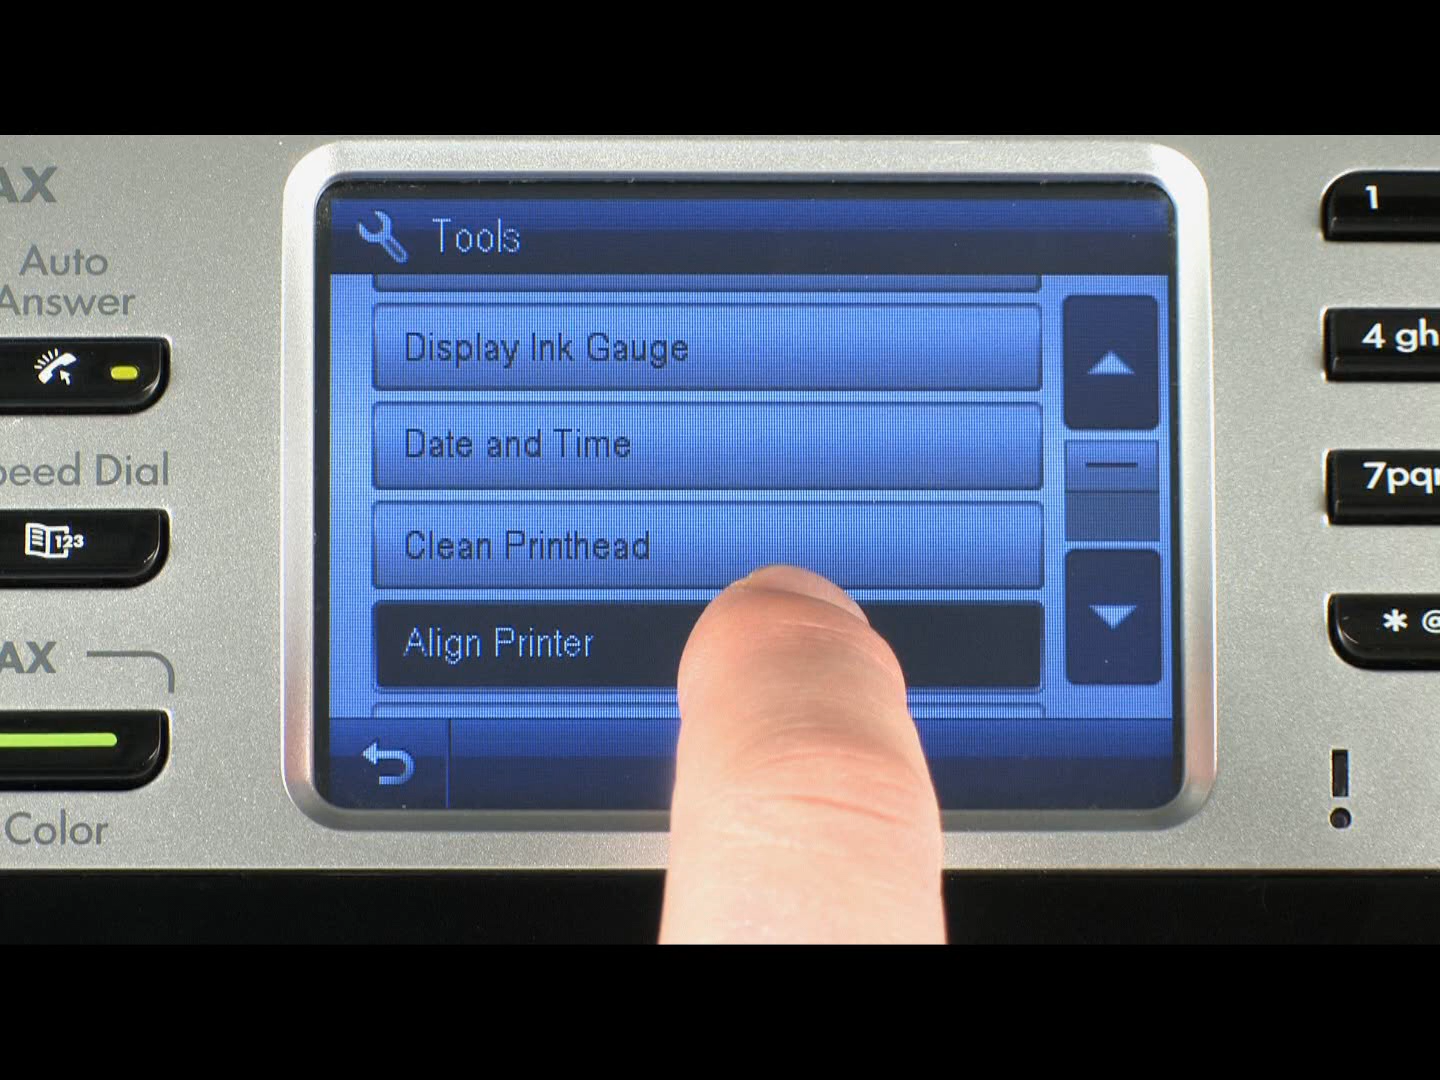 AX
Auto
Answer
123
eed Dial
AX
Color
Tools
Display Ink Gauge
Date and Time
Clean Printhead
Align Printer
1
4 gh
7pq
* @
!